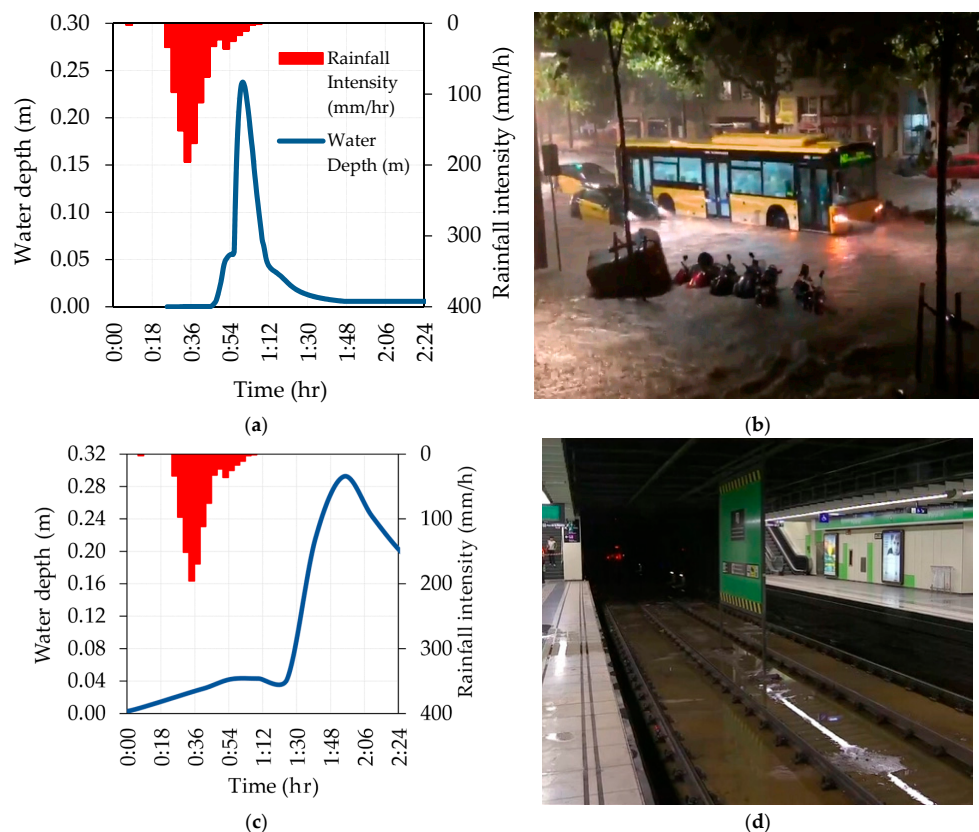 0.30
0.25
0.20
0.15
0.10
0.05
0.00
Water depth (m)
0
100
200
300
400
Rainfall intensity (mm/h)
Rainfall
Intensity
(mm/hr)
Water
Depth (m)
0:00
0:18
0:36
0:54
1:12
1:30
1:48
2:06
2:24
Time (hr)
(a)
(b)
0.32
0.28
0.24
0.20
0.16
0.12
0.08
0.04
0.00
Water depth (m)
0
100
200
300
400
Rainfall intensity (mm/h)
0:00
0:18
0:36
0:54
1:12
1:30
1:48
2:06
2:24
Time (hr)
(c)
(d)